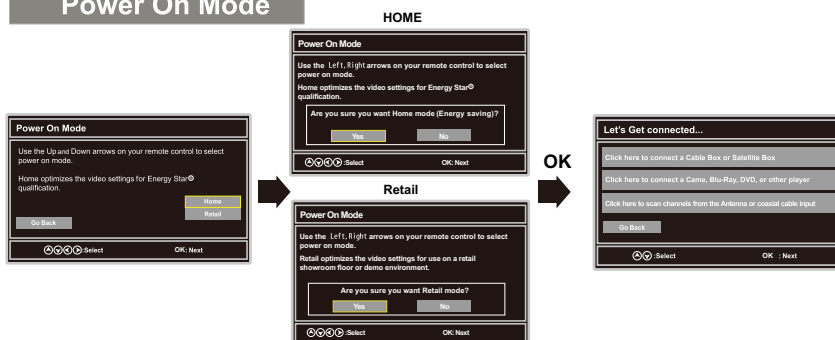 Power On Mode
HOME
Power On Mode
Use the Left,Right arrows on your remote control to select
power on mode.
Home optimizes the video settings for Energy Star®
qualification.
Are you sure you want Home mode (Energy saving)?
Yes No
:Select OK: Next
Power On Mode
Use the Up and Down arrows on your remote control to select
power on mode.
Home optimizes the video settings for Energy Star®
qualification.
Home
Retail
Go Back
:Select OK: Next
Retail
Power On Mode
Use the Left,Right arrows on your remote control to select
power on mode.
Retail optimizes the video settings for use on a retail
showroom floor or demo environment.
Are you sure you want Retail mode?
Yes No
:Select OK: Next
OK
Let's Get connected...
Click here to connect a Cable Box or Satellite Box
Click here to connect a Came, Blu-Ray, DVD, or other player
Click here to scan channels from the Antenna or coaxial cable input
Go Back
:Select OK : Next